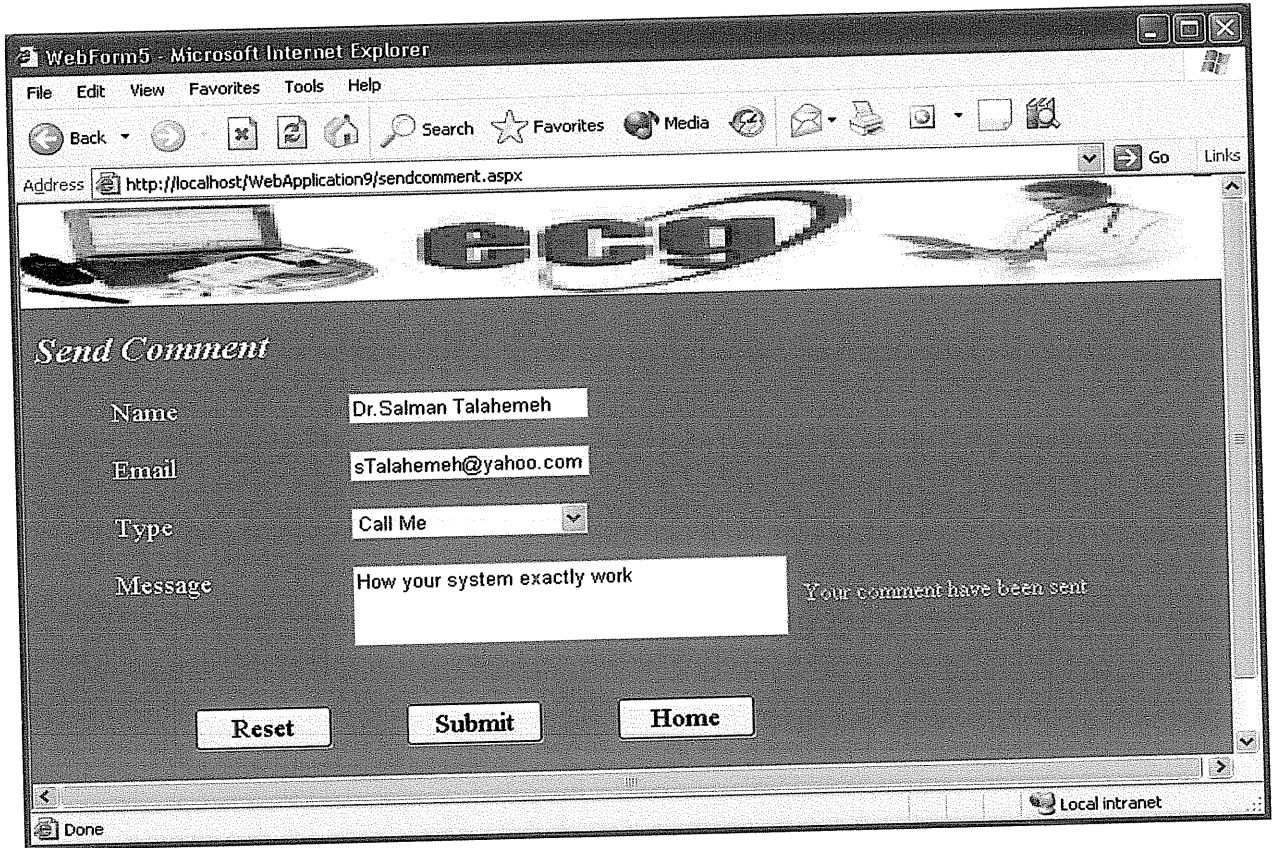 WebForm5 - Microsoft Internet Explorer
File Edit View Favorites Tools Help
Back Search Favorites Media
Address http://localhost/WebApplication9/sendcomment.aspx Go Links
ecg
Send Comment
Name Dr.Salman Talahemeh
Email sTalahemeh@yahoo.com
Type Call Me
Message How your system exactly work Your comment have been sent
Reset Submit Home
Local intranet
Done